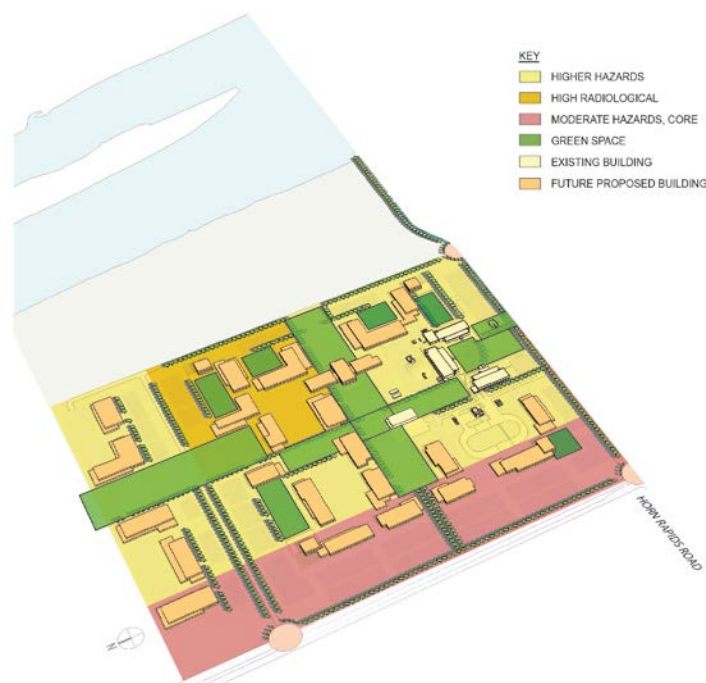 KEY
HIGHER HAZARDS
HIGH RADIOLOGICAL
MODERATE HAZARDS, CORE
GREEN SPACE
EXISTING BUILDING
FUTURE PROPOSED BUILDING
HORN RAPIDS ROAD
N